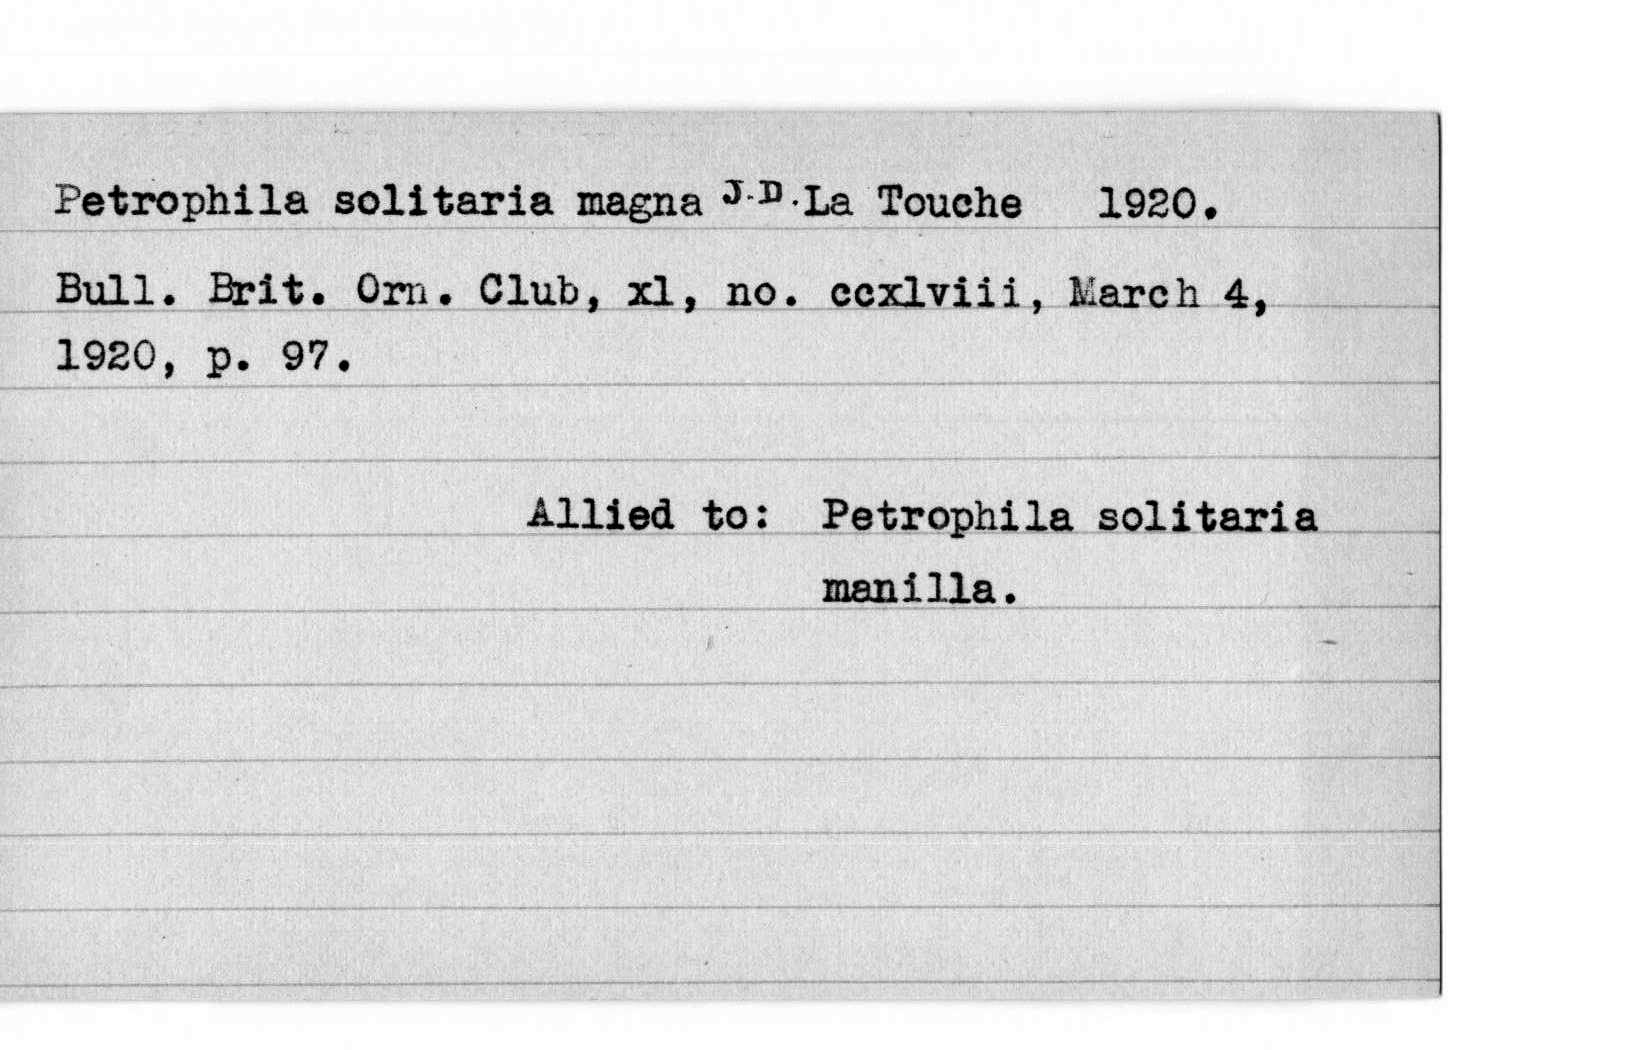 Petrophila solitaria magna J.D.La Touche 1920.
Bull. Brit. Orn. Club, xl, no. ccxlviii, March 4,
1920, p. 97.
Allied to: Petrophila solitaria
manilla.